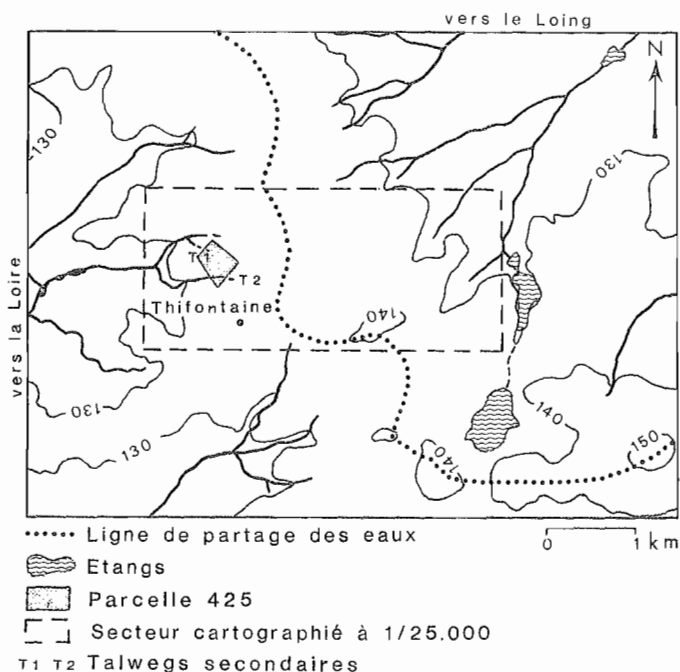 vers le Loing
N
130
130
130
T1
T2
Thifontaine
140
vers la Loire
130
130
140
140
150
0 1 km
Ligne de partage des eaux
Etangs
Parcelle 425
Secteur cartographié à 1/25.000
T1 T2 Talwegs secondaires